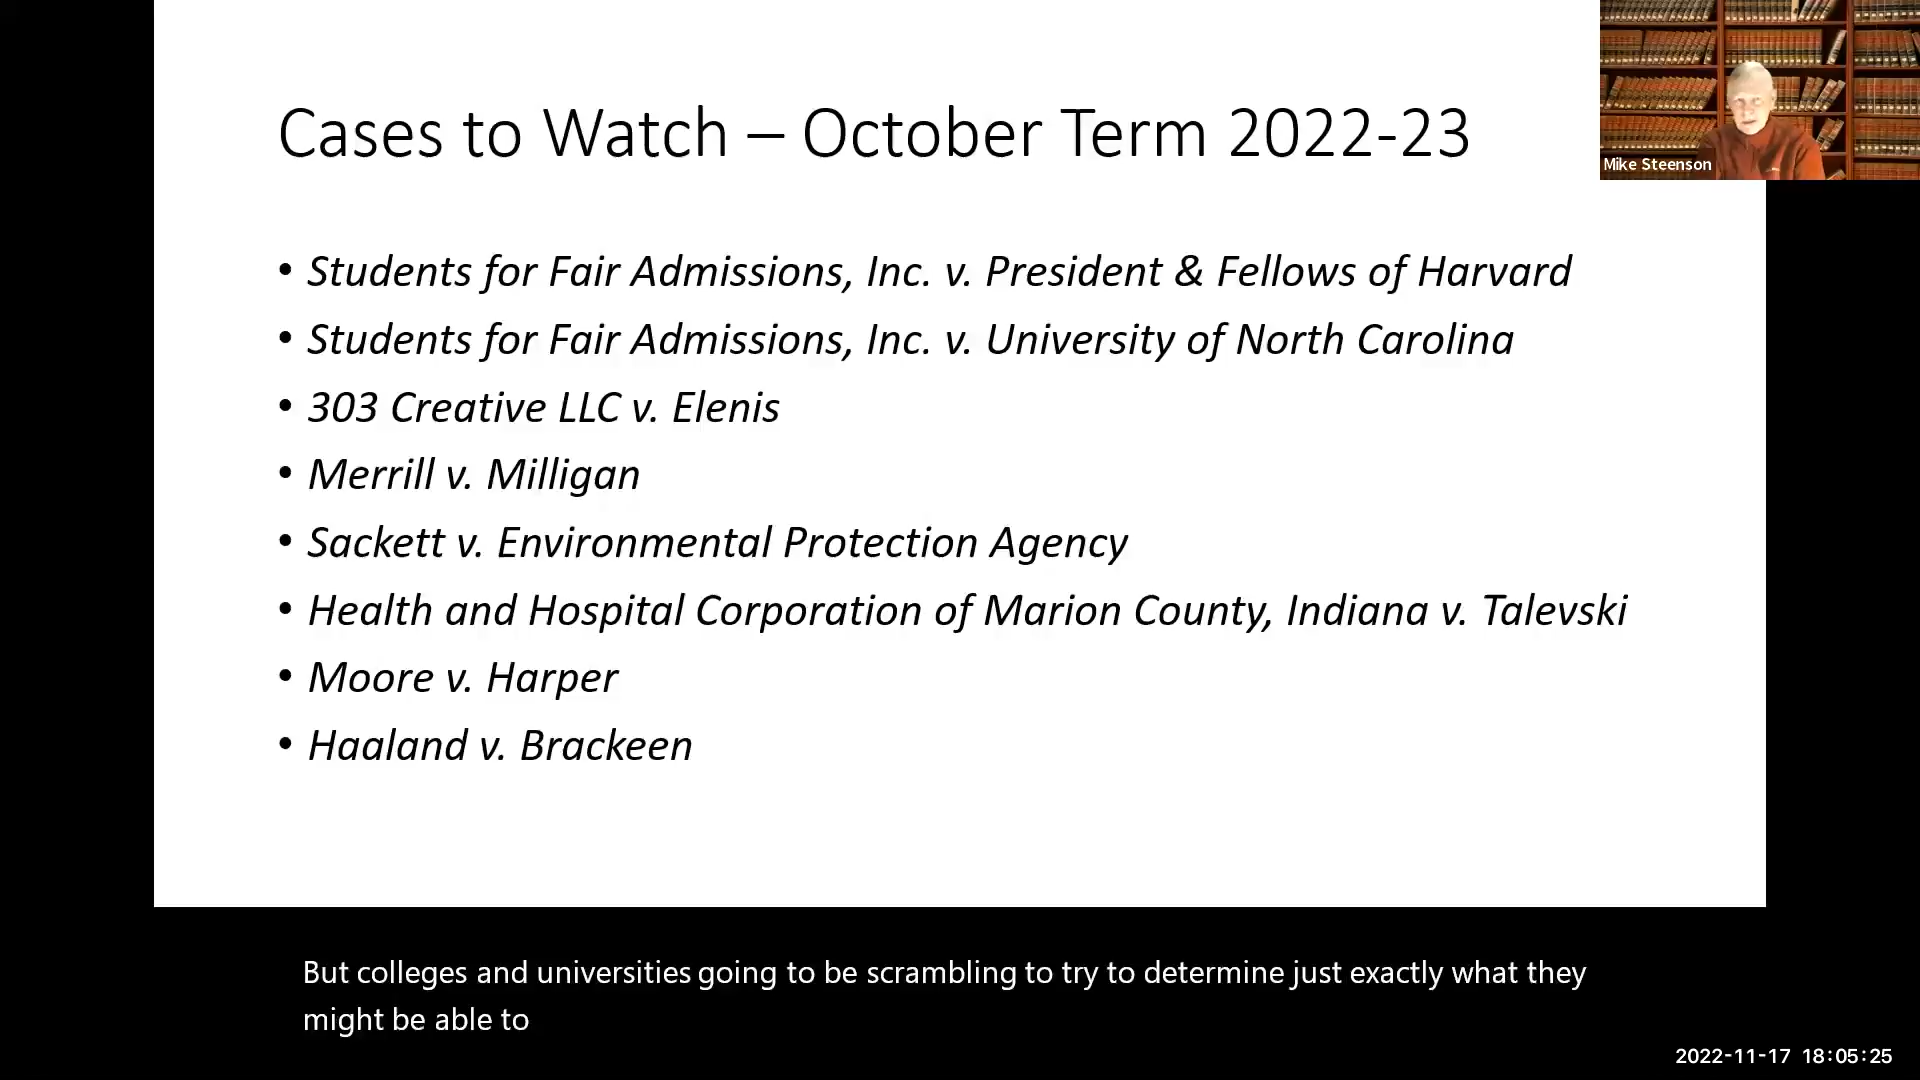 Cases to Watch – October Term 2022-23
Mike Steenson
• Students for Fair Admissions, Inc. v. President & Fellows of Harvard
• Students for Fair Admissions, Inc. v. University of North Carolina
• 303 Creative LLC v. Elenis
• Merrill v. Milligan
• Sackett v. Environmental Protection Agency
• Health and Hospital Corporation of Marion County, Indiana v. Talevski
• Moore v. Harper
• Haaland v. Brackeen
But colleges and universities going to be scrambling to try to determine just exactly what they
might be able to
2022-11-17 18:05:25